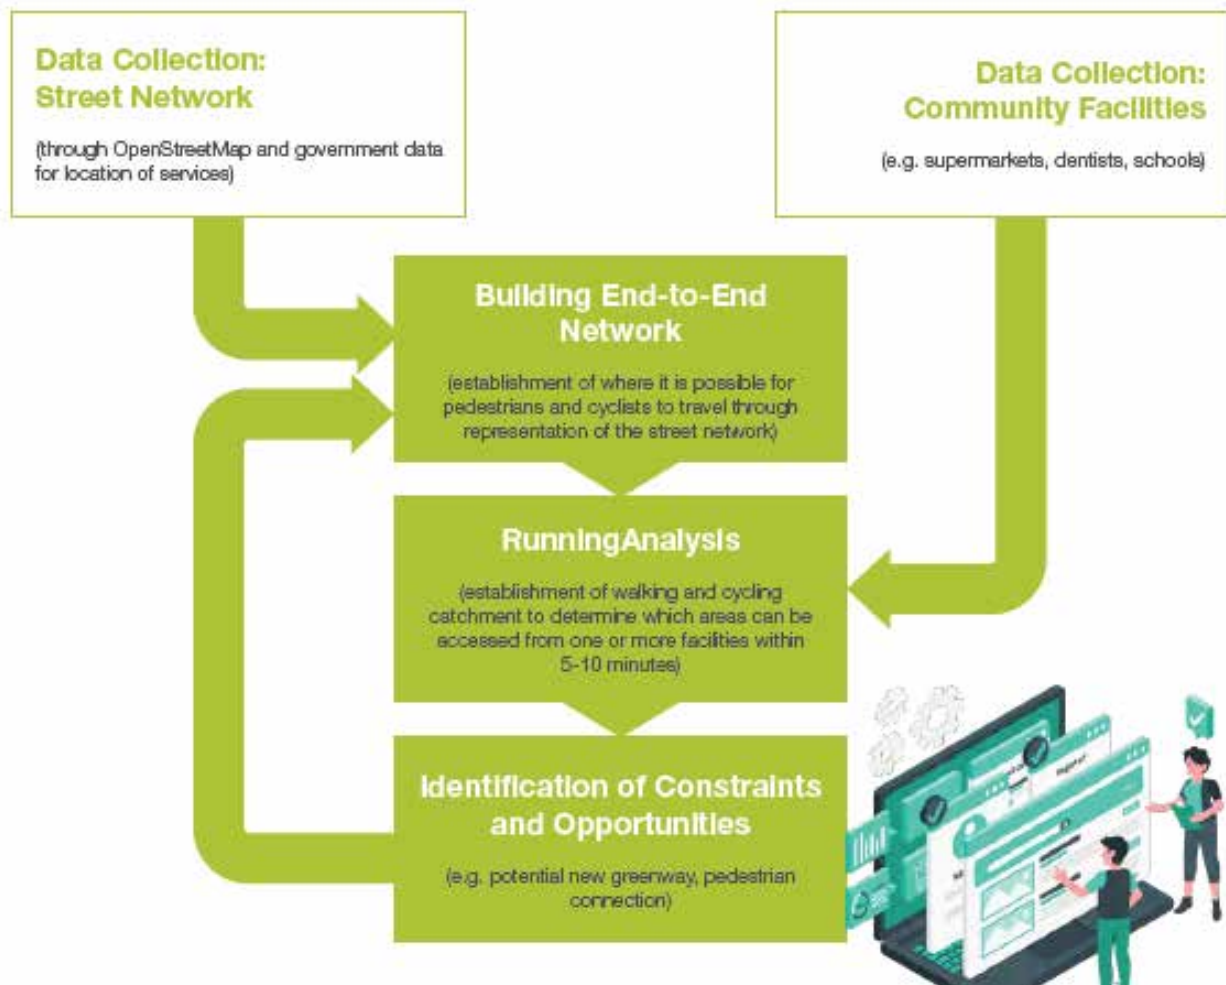 Data Collection:
Street Network
(through OpenStreetMap and government data
for location of services)
Data Collection:
Community Facilities
(e.g. supermarkets, dentists, schools)
Building End-to-End
Network
(establishment of where it is possible for
pedestrians and cyclists to travel through
representation of the street network)
RunningAnalysis
(establishment of walking and cycling
catchment to determine which areas can be
accessed from one or more facilities within
5-10 minutes)
Identification of Constraints
and Opportunities
(e.g. potential new greenway, pedestrian
connection)